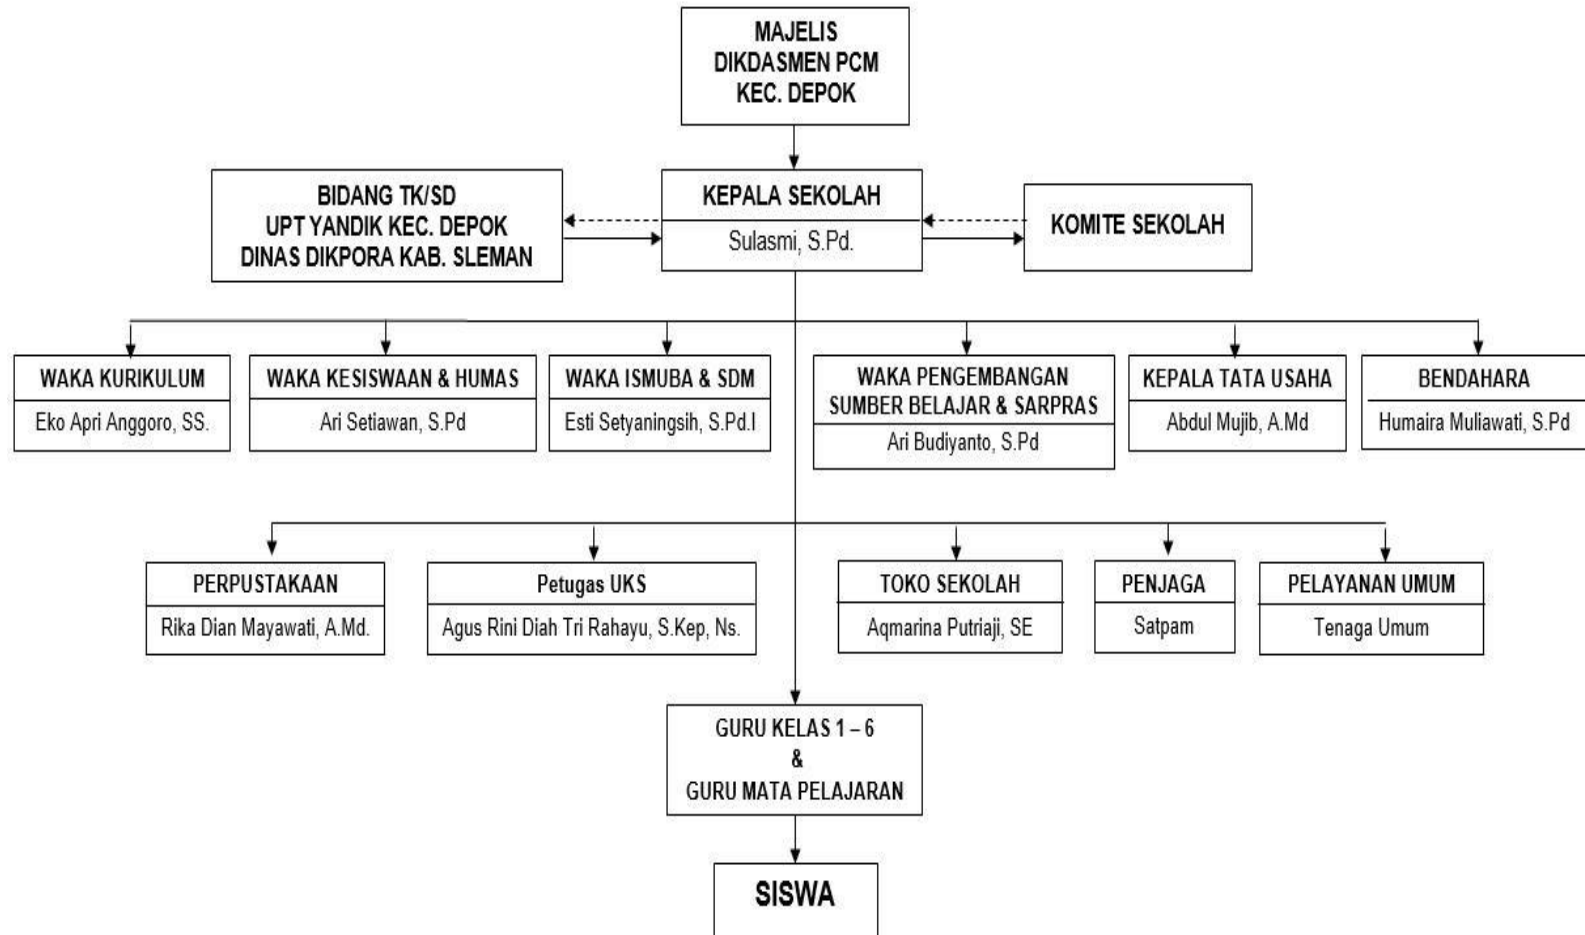 MAJELIS
DIKDASMEN PCM
KEC. DEPOK
BIDANG TK/SD
UPT YANDIK KEC. DEPOK
DINAS DIKPORA KAB. SLEMAN
KEPALA SEKOLAH
Sulasmi, S.Pd.
KOMITE SEKOLAH
WAKA KURIKULUM
Eko Apri Anggoro, SS.
WAKA KESISWAAN & HUMAS
Ari Setiawan, S.Pd
WAKA ISMUBA & SDM
Esti Setyaningsih, S.Pd.I
WAKA PENGEMBANGAN
SUMBER BELAJAR & SARPRAS
Ari Budiyanto, S.Pd
KEPALA TATA USAHA
Abdul Mujib, A.Md
BENDAHARA
Humaira Muliawati, S.Pd
PERPUSTAKAAN
Rika Dian Mayawati, A.Md.
Petugas UKS
Agus Rini Diah Tri Rahayu, S.Kep, Ns.
TOKO SEKOLAH
Aqmarina Putriaji, SE
PENJAGA
Satpam
PELAYANAN UMUM
Tenaga Umum
GURU KELAS 1 – 6
&
GURU MATA PELAJARAN
SISWA